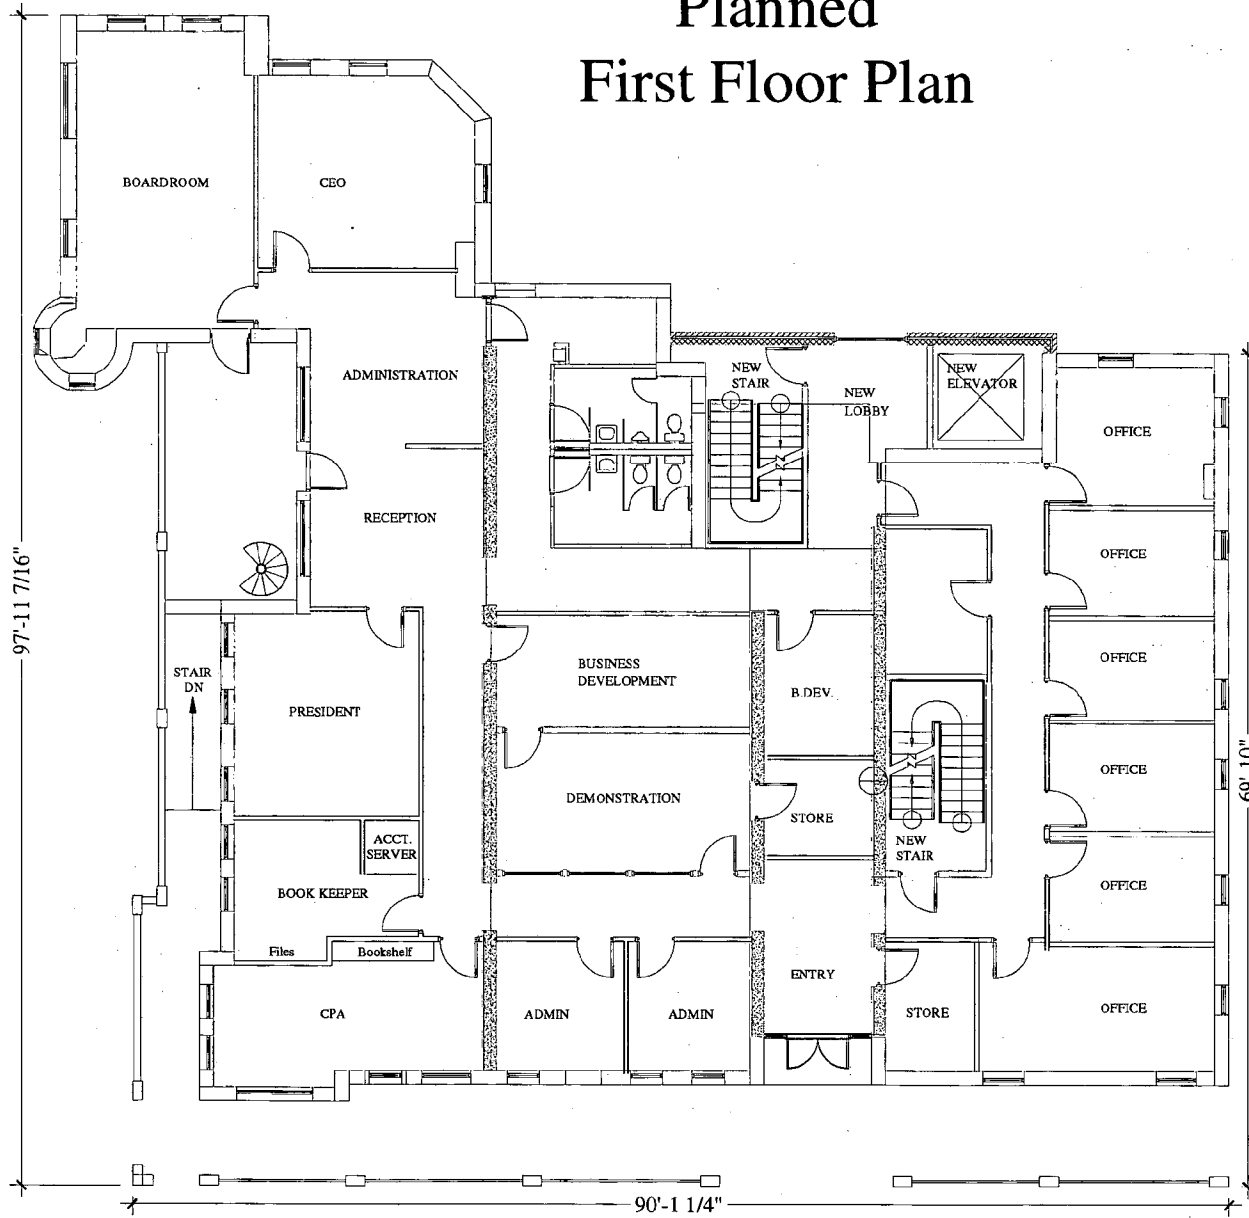 Planned
First Floor Plan
BOARDROOM
CEO
ADMINISTRATION
NEW
STAIR
NEW
LOBBY
NEW
ELEVATOR
OFFICE
RECEPTION
OFFICE
97'-11 7/16"
STAIR
DN
PRESIDENT
BUSINESS
DEVELOPMENT
B.DEV.
OFFICE
DEMONSTRATION
STORE
OFFICE
69'-10"
ACCT.
SERVER
NEW
STAIR
BOOK KEEPER
OFFICE
Files
Bookshelf
ENTRY
CPA
ADMIN
ADMIN
STORE
OFFICE
90'-1 1/4"